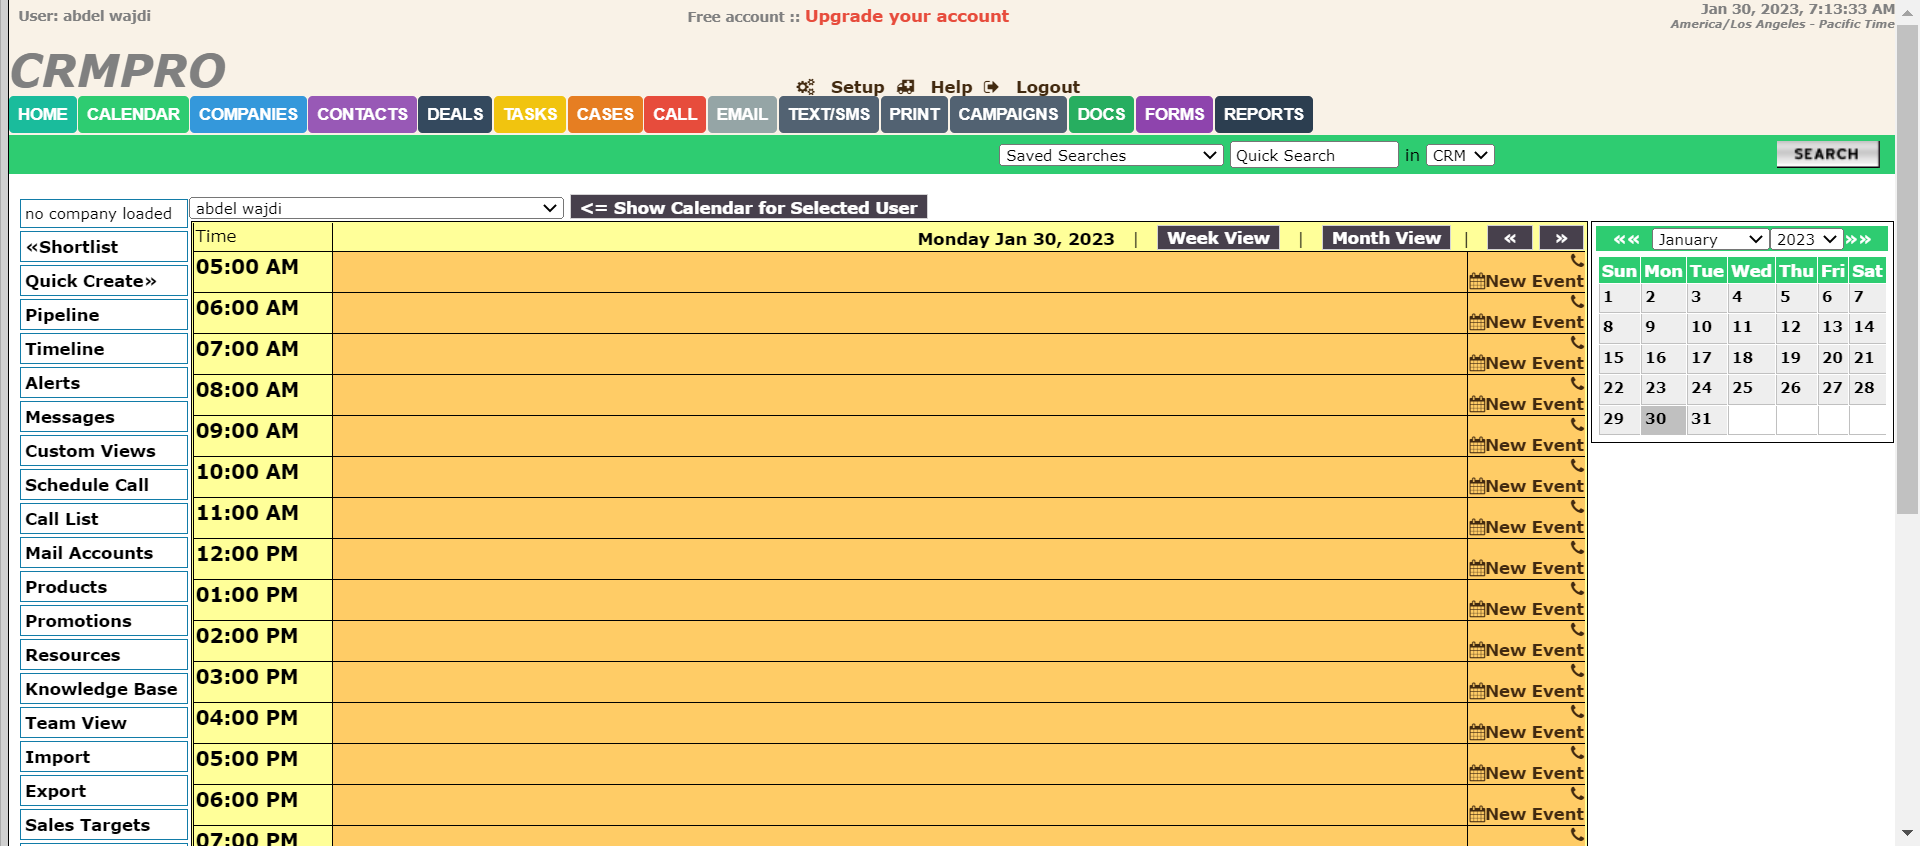 User: abdel wajdi
Free account :: Upgrade your account
Jan 30, 2023, 7:13:33 AM
America/Los Angeles - Pacific Time
CRMPRO
Setup Help Logout
HOME CALENDAR COMPANIES CONTACTS DEALS TASKS CASES CALL EMAIL TEXT/SMS PRINT CAMPAIGNS DOCS FORMS REPORTS
Saved Searches Quick Search in CRM SEARCH
no company loaded
«Shortlist
Quick Create»
Pipeline
Timeline
Alerts
Messages
Custom Views
Schedule Call
Call List
Mail Accounts
Products
Promotions
Resources
Knowledge Base
Team View
Import
Export
Sales Targets
abdel wajdi <= Show Calendar for Selected User
Time Monday Jan 30, 2023 | Week View | Month View | « »
05:00 AM New Event
06:00 AM New Event
07:00 AM New Event
08:00 AM New Event
09:00 AM New Event
10:00 AM New Event
11:00 AM New Event
12:00 PM New Event
01:00 PM New Event
02:00 PM New Event
03:00 PM New Event
04:00 PM New Event
05:00 PM New Event
06:00 PM New Event
07:00 PM
«« January 2023 »»
Sun Mon Tue Wed Thu Fri Sat
1 2 3 4 5 6 7
8 9 10 11 12 13 14
15 16 17 18 19 20 21
22 23 24 25 26 27 28
29 30 31